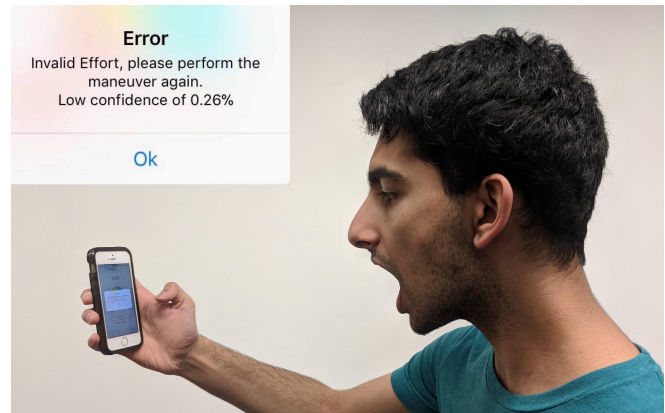 Error
Invalid Effort, please perform the
maneuver again.
Low confidence of 0.26%
Ok